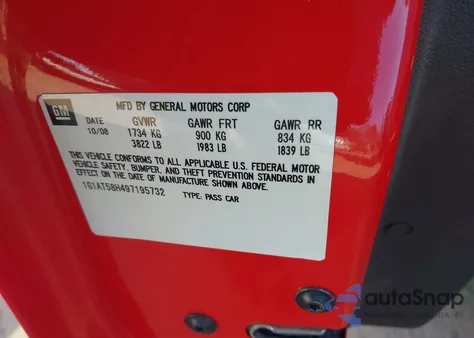 GM
MFD BY GENERAL MOTORS CORP
DATE GVWR GAWR FRT GAWR RR
10/08 1734 KG 900 KG 834 KG
3822 LB 1983 LB 1839 LB
THIS VEHICLE CONFORMS TO ALL APPLICABLE U.S. FEDERAL MOTOR
VEHICLE SAFETY, BUMPER, AND THEFT PREVENTION STANDARDS IN
EFFECT ON THE DATE OF MANUFACTURE SHOWN ABOVE.
1G1AT58H497195732 TYPE: PASS CAR
autoSnap